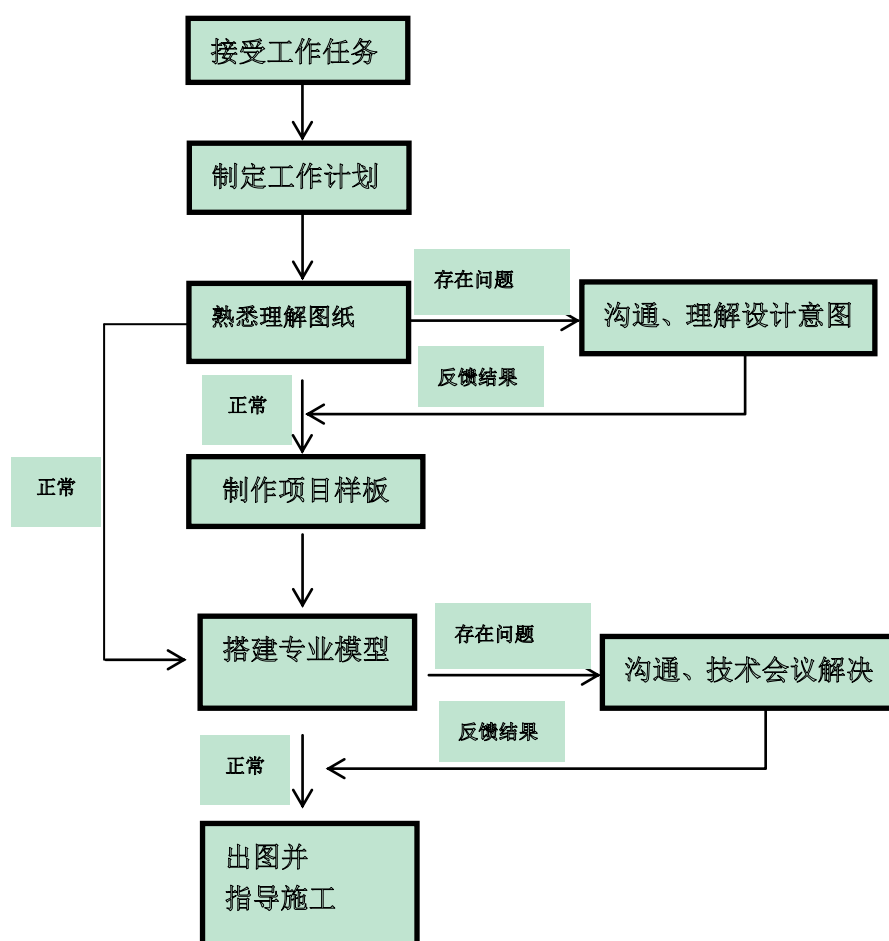 接受工作任务
制定工作计划
存在问题
熟悉理解图纸
沟通、理解设计意图
反馈结果
正常
正常
制作项目样板
存在问题
搭建专业模型
沟通、技术会议解决
反馈结果
正常
出图并
指导施工